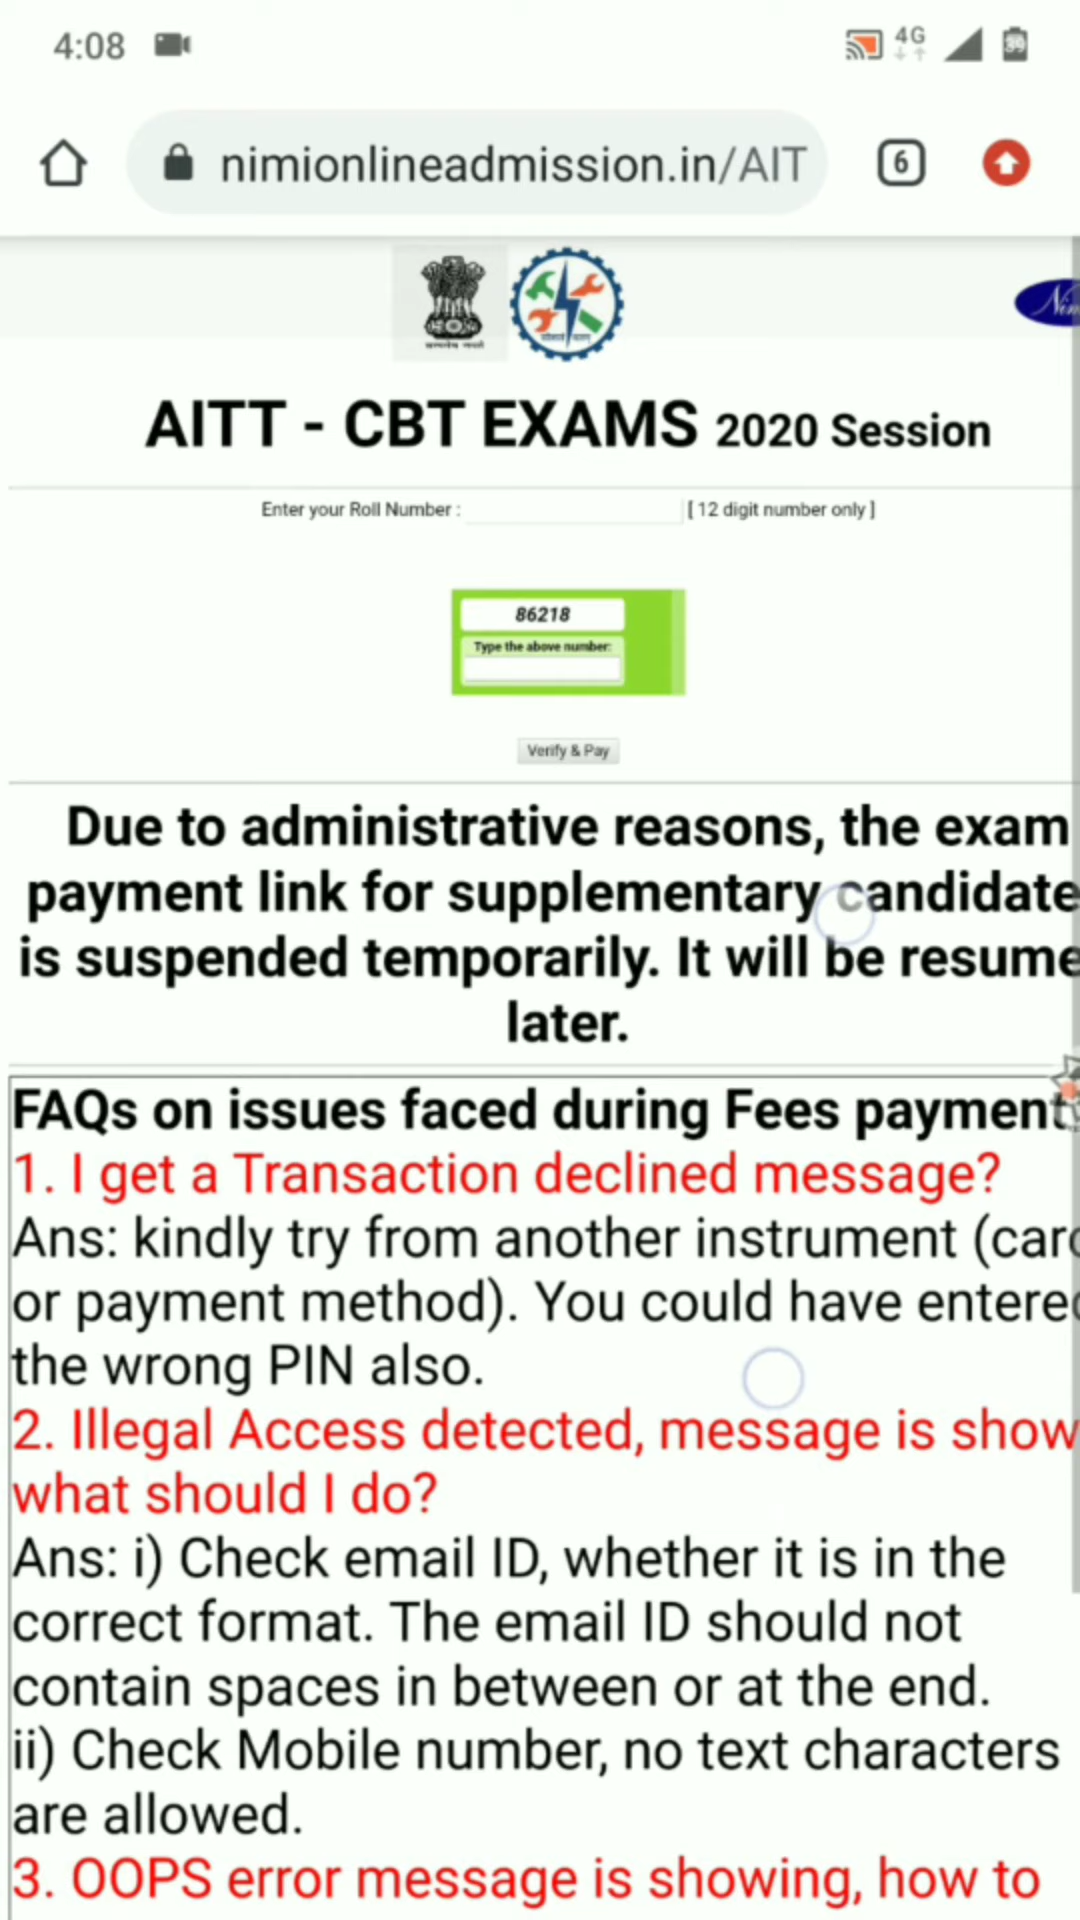 4:08
4G
39
nimionlineadmission.in/AIT
6
Nim
AITT - CBT EXAMS 2020 Session
Enter your Roll Number : [ 12 digit number only ]
86218
Type the above number:
Verify & Pay
Due to administrative reasons, the exam
payment link for supplementary candidate
is suspended temporarily. It will be resume
later.
FAQs on issues faced during Fees payment
1. I get a Transaction declined message?
Ans: kindly try from another instrument (card
or payment method). You could have entered
the wrong PIN also.
2. Illegal Access detected, message is show
what should I do?
Ans: i) Check email ID, whether it is in the
correct format. The email ID should not
contain spaces in between or at the end.
ii) Check Mobile number, no text characters
are allowed.
3. OOPS error message is showing, how to